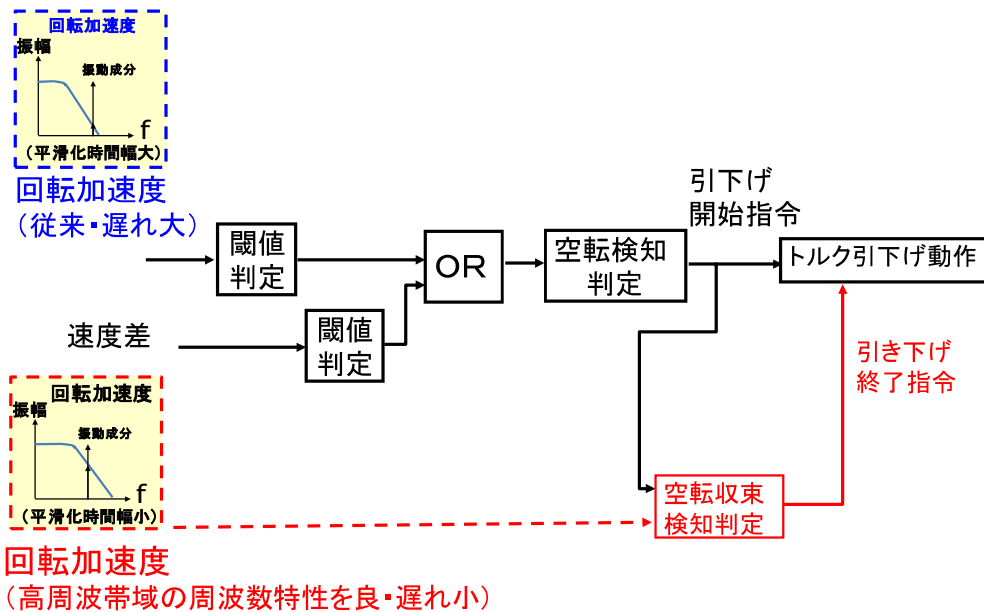 回転加速度
振幅
振動成分
f
(平滑化時間幅大)
回転加速度
(従来・遅れ大)
閾値
判定
速度差
閾値
判定
OR
空転検知
判定
引下げ
開始指令
トルク引下げ動作
引き下げ
終了指令
回転加速度
振幅
振動成分
f
(平滑化時間幅小)
空転収束
検知判定
回転加速度
(高周波帯域の周波数特性を良・遅れ小)